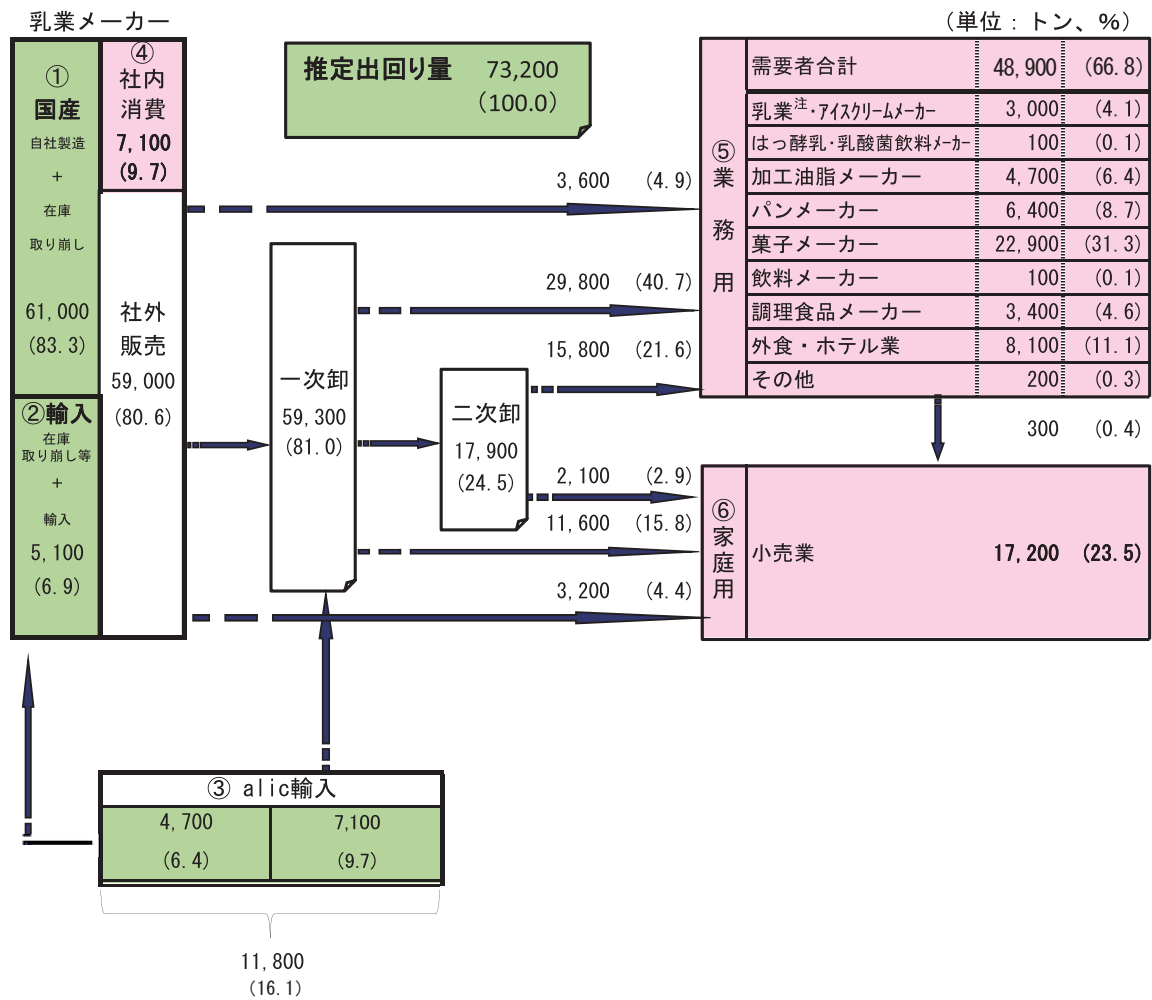 乳業メーカー
(単位：トン、%)
①
国産
自社製造
+
在庫
取り崩し
61,000
(83.3)
②輸入
在庫
取り崩し等
+
輸入
5,100
(6.9)
④
社内
消費
7,100
(9.7)
社外
販売
59,000
(80.6)
推定出回り量 73,200
(100.0)
一次卸
59,300
(81.0)
二次卸
17,900
(24.5)
3,600 (4.9)
29,800 (40.7)
15,800 (21.6)
2,100 (2.9)
11,600 (15.8)
3,200 (4.4)
⑤業務用
需要者合計 48,900 (66.8)
乳業注・アイスクリームメーカー 3,000 (4.1)
はっ酵乳・乳酸菌飲料メーカー 100 (0.1)
加工油脂メーカー 4,700 (6.4)
パンメーカー 6,400 (8.7)
菓子メーカー 22,900 (31.3)
飲料メーカー 100 (0.1)
調理食品メーカー 3,400 (4.6)
外食・ホテル業 8,100 (11.1)
その他 200 (0.3)
300 (0.4)
⑥家庭用
小売業 17,200 (23.5)
③ alic輸入
4,700 7,100
(6.4) (9.7)
11,800
(16.1)